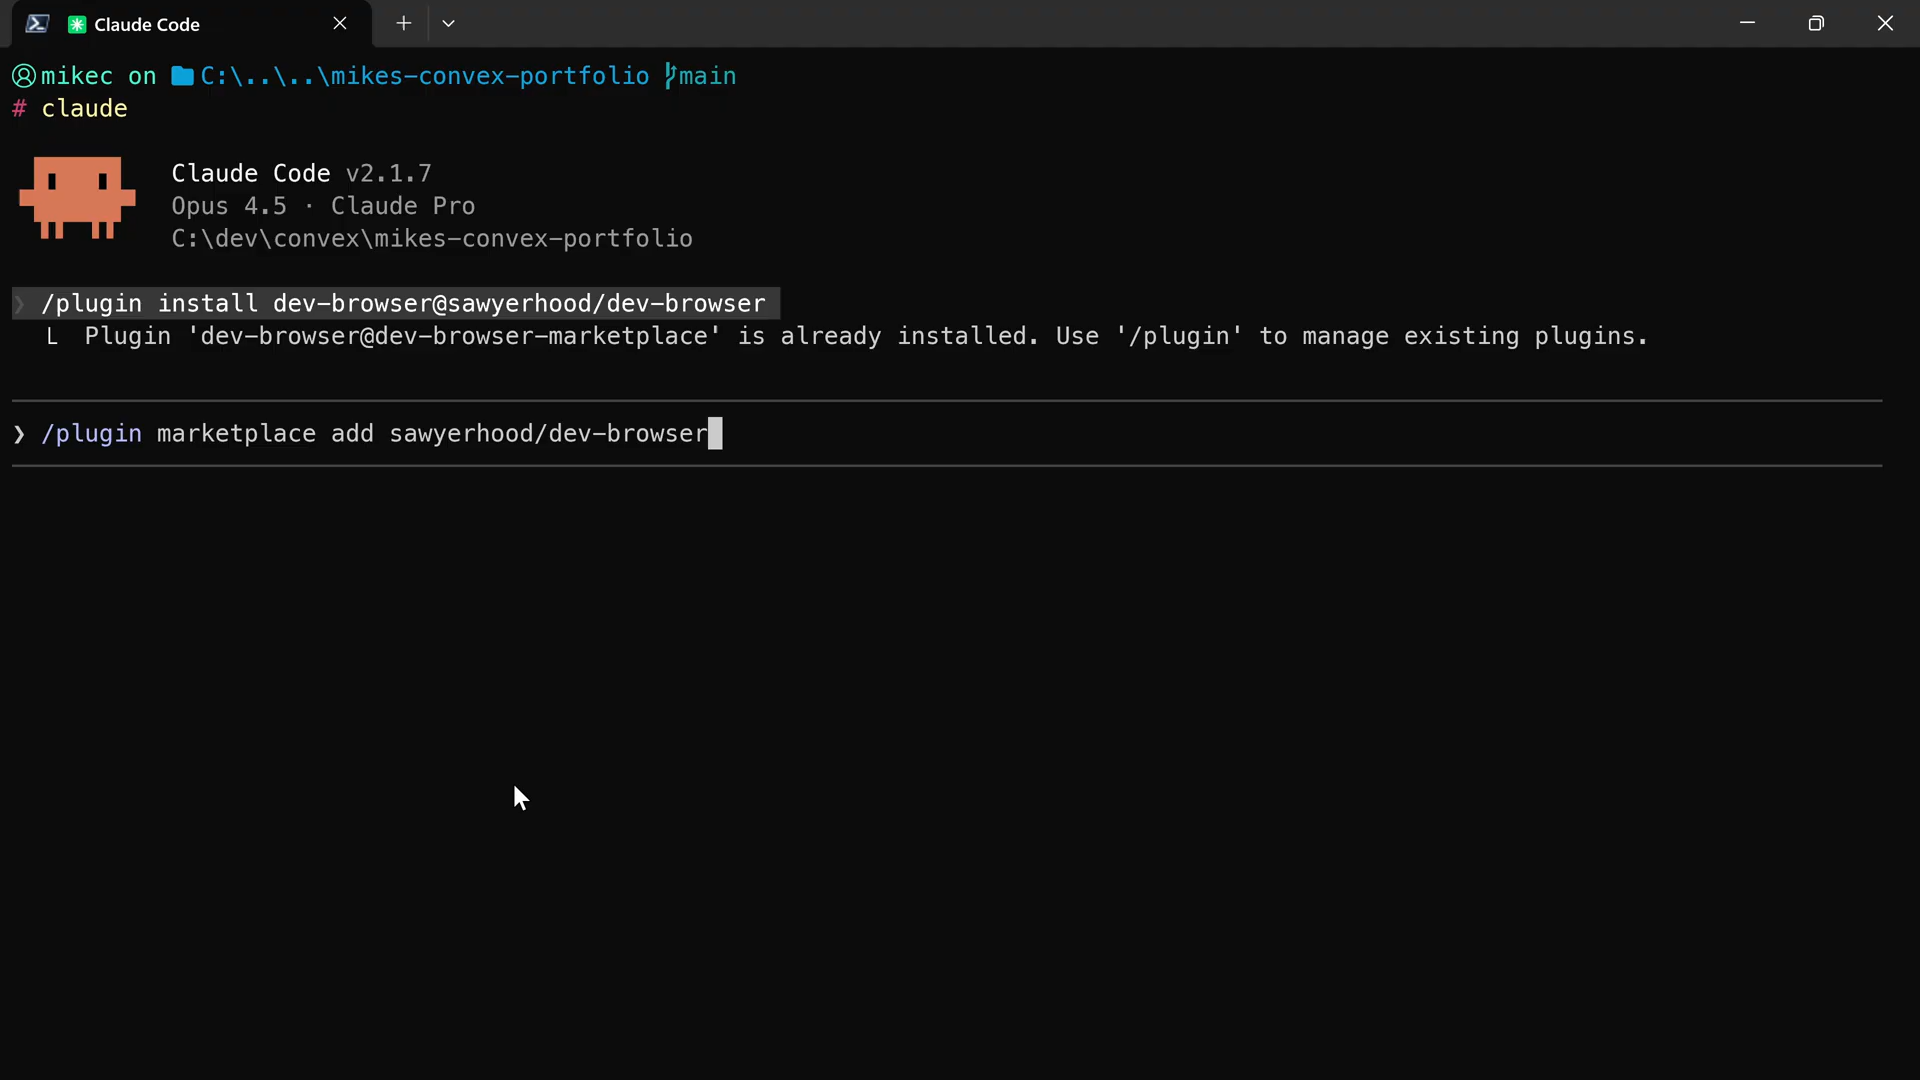 Claude Code
mikec on C:\..\..\mikes-convex-portfolio main
# claude
Claude Code v2.1.7
Opus 4.5 · Claude Pro
C:\dev\convex\mikes-convex-portfolio
❯ /plugin install dev-browser@sawyerhood/dev-browser
└ Plugin 'dev-browser@dev-browser-marketplace' is already installed. Use '/plugin' to manage existing plugins.
❯ /plugin marketplace add sawyerhood/dev-browser